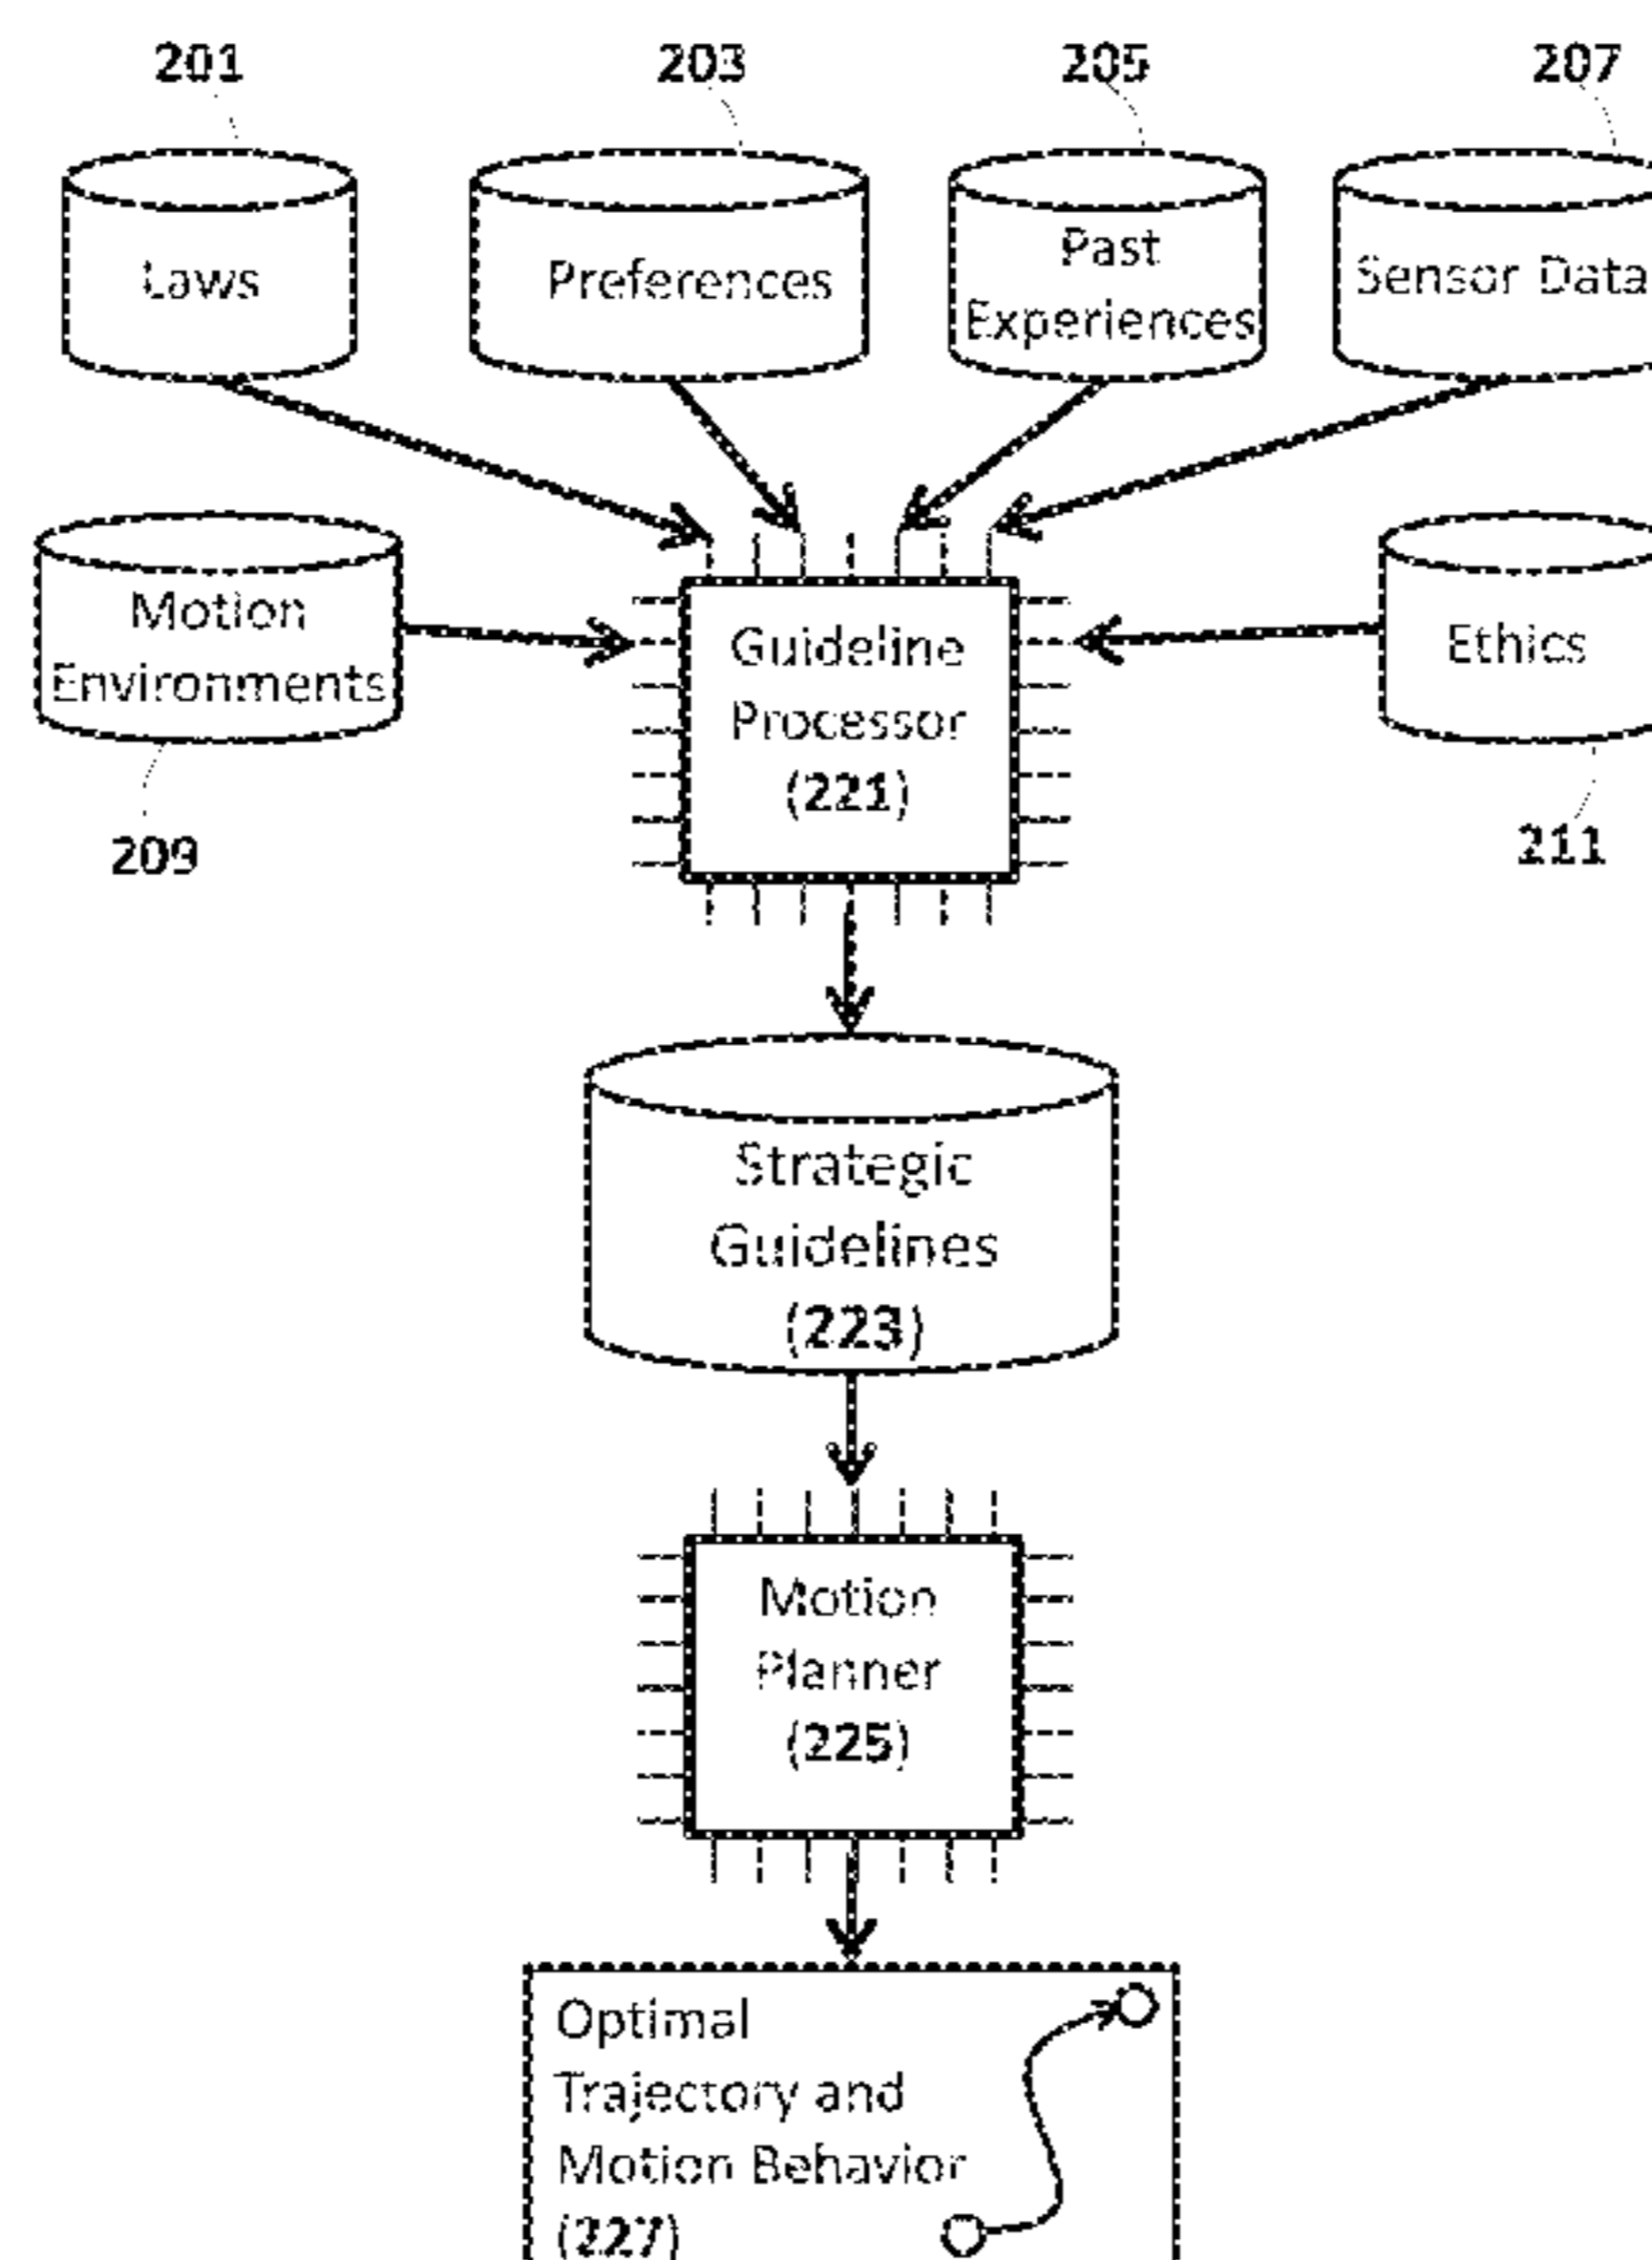 201
203
205
207
Laws
Preferences
Past
Experiences
Sensor Data
Motion
Environments
209
Guideline
Processor
(221)
Ethics
211
Strategic
Guidelines
(223)
Motion
Planner
(225)
Optimal
Trajectory and
Motion Behavior
(227)